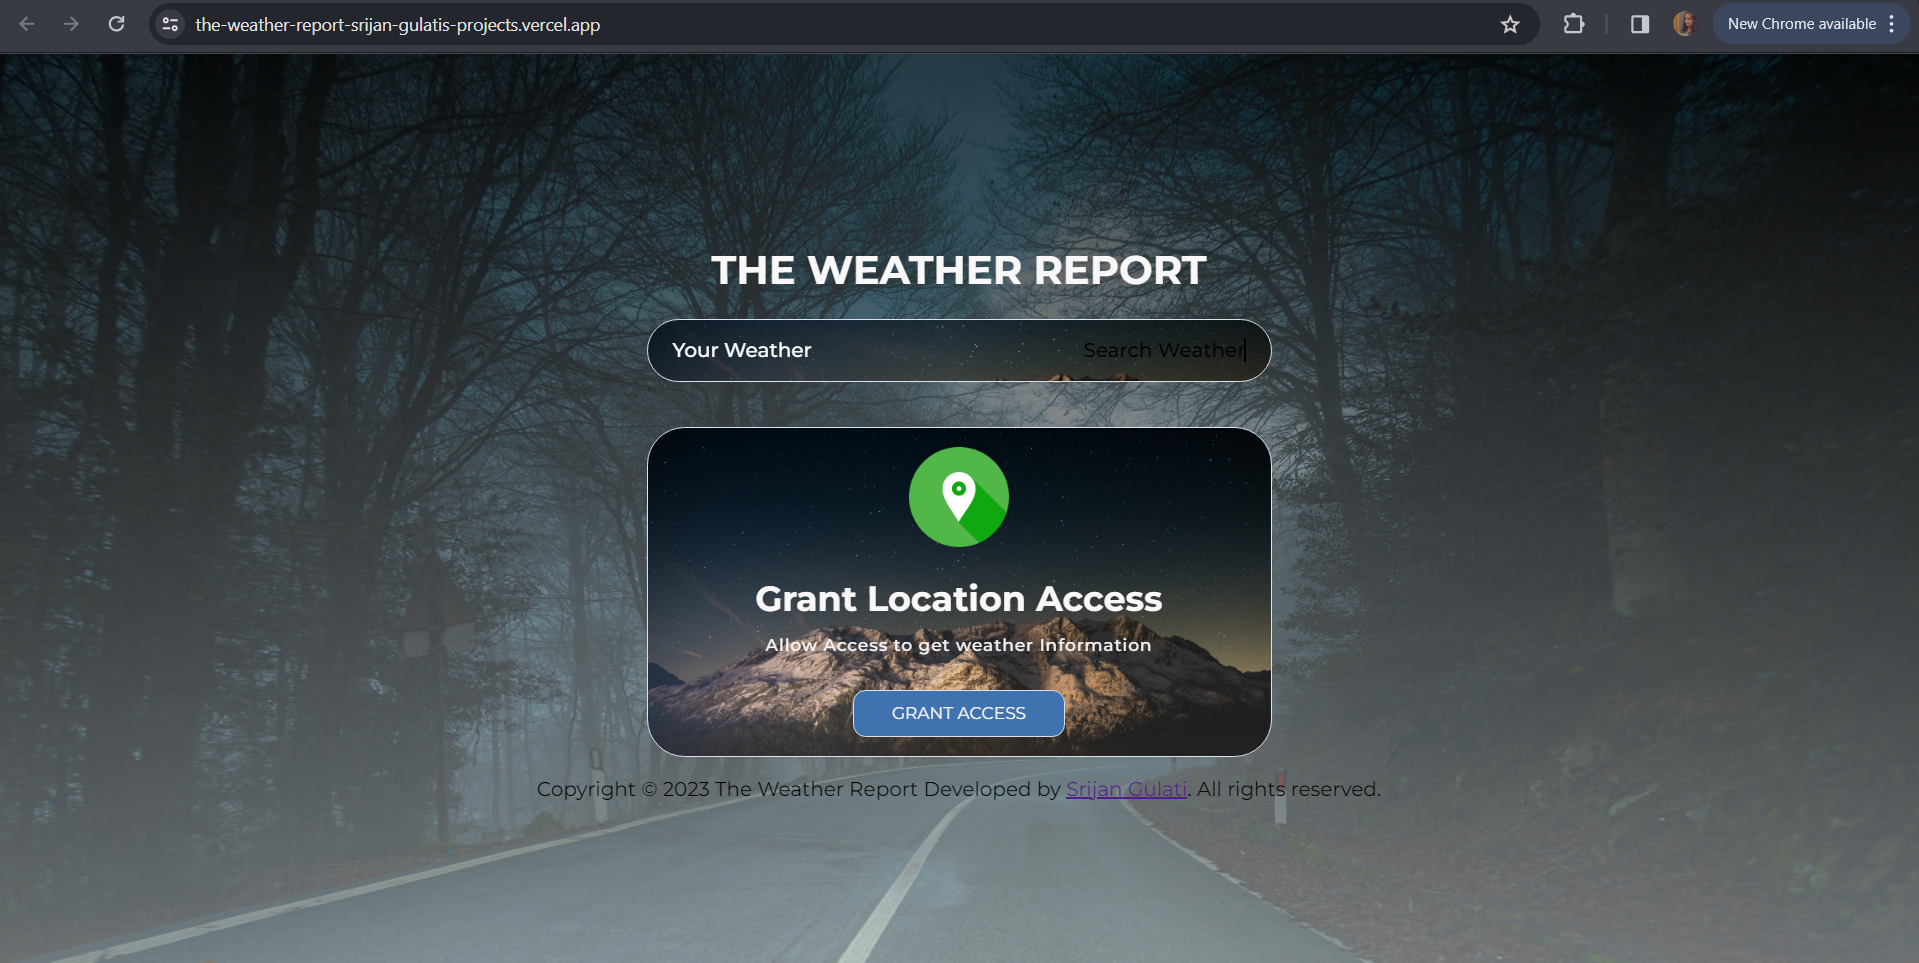 the-weather-report-srijan-gulatis-projects.vercel.app
New Chrome available
THE WEATHER REPORT
Your Weather
Search Weather
Grant Location Access
Allow Access to get weather Information
GRANT ACCESS
Copyright © 2023 The Weather Report Developed by Srijan Gulati. All rights reserved.